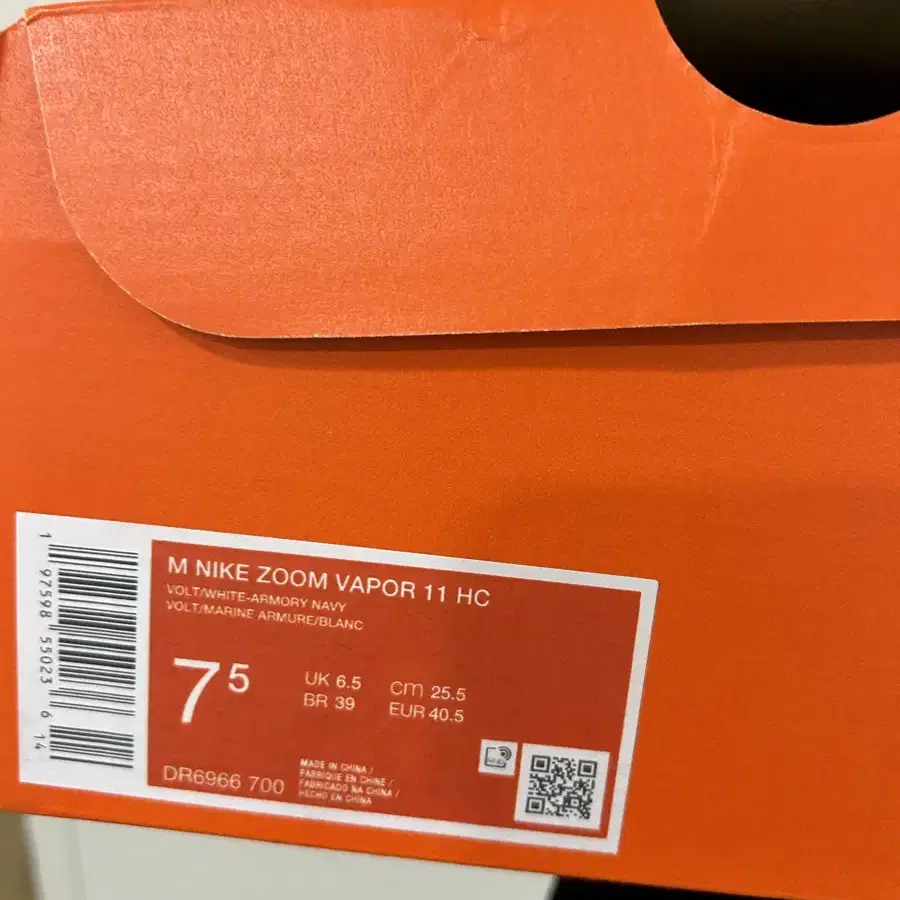 M NIKE ZOOM VAPOR 11 HC
VOLT/WHITE-ARMORY NAVY
VOLT/MARINE ARMURE/BLANC
7 5
UK 6.5 cm 25.5
BR 39 EUR 40.5
DR6966 700
MADE IN CHINA /
FABRIQUE EN CHINE /
FABRICADO NA CHINA /
HECHO EN CHINA
1 97598 55023 6 14